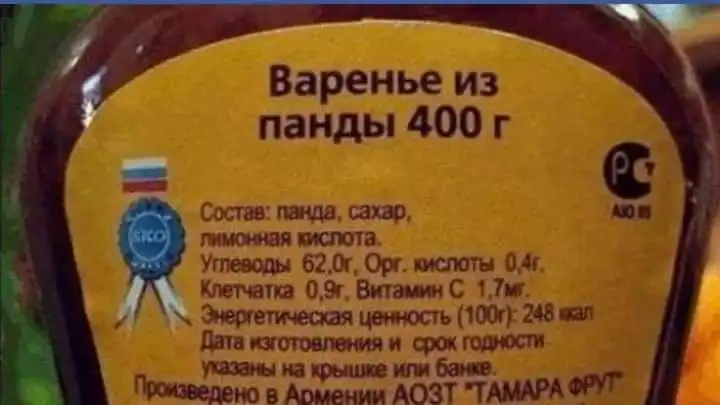 Варенье из
панды 400 г
АЮ
Состав: панда, сахар,
лимонная кислота.
SIKO
Углеводы 62,0г, Орг. кислоты 0,4г,
Клетчатка 0,9г, Витамин С 1,7мг.
Энергетическая ценность (100г): 248 ккал
Дата изготовления и срок годности
указаны на крышке или банке.
Произведено в Армении АОЗТ "ТАМАРА ФРУТ"